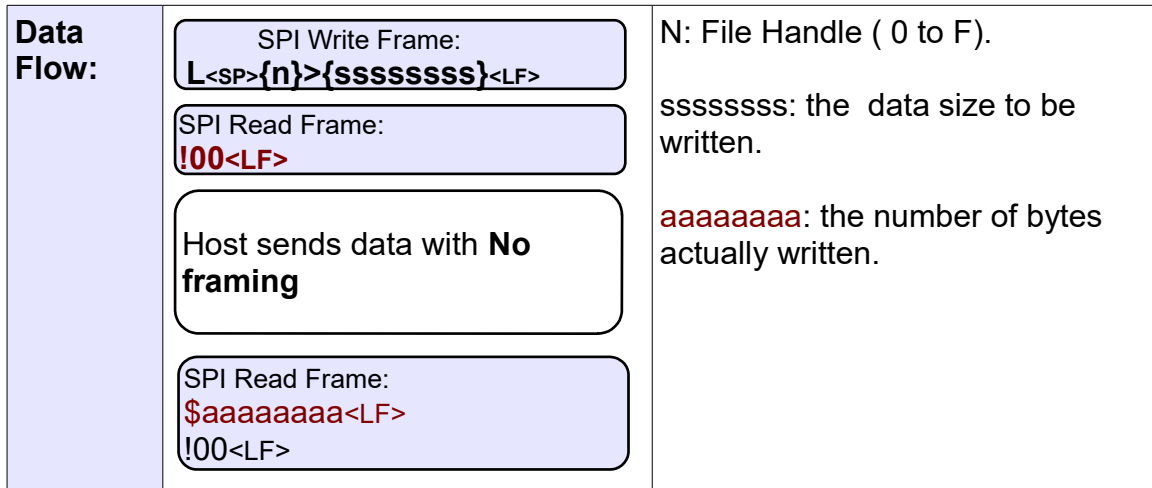 Data
Flow:
SPI Write Frame:
L<SP>{n}>{ssssssss}<LF>
SPI Read Frame:
!00<LF>
Host sends data with No
framing
SPI Read Frame:
$aaaaaaaa<LF>
!00<LF>
N: File Handle ( 0 to F).
ssssssss: the  data size to be
written.
aaaaaaaa: the number of bytes
actually written.